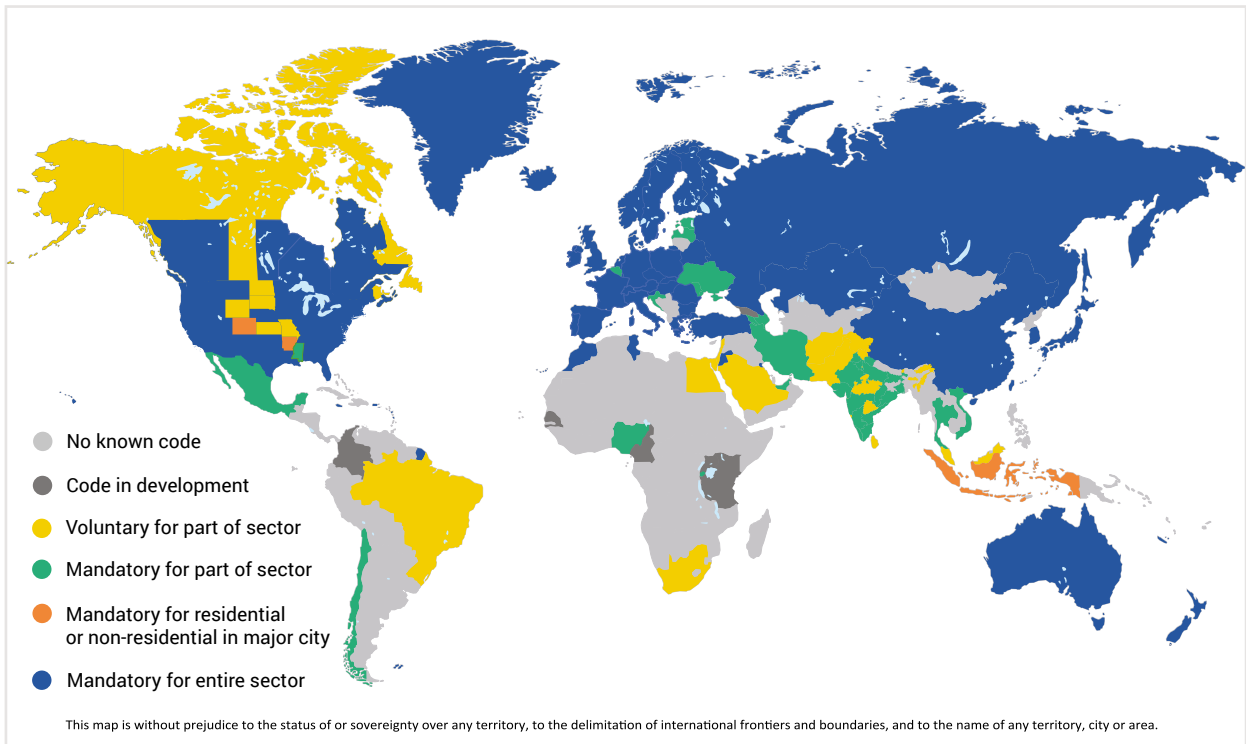 No known code
Code in development
Voluntary for part of sector
Mandatory for part of sector
Mandatory for residential
or non-residential in major city
Mandatory for entire sector
This map is without prejudice to the status of or sovereignty over any territory, to the delimitation of international frontiers and boundaries, and to the name of any territory, city or area.